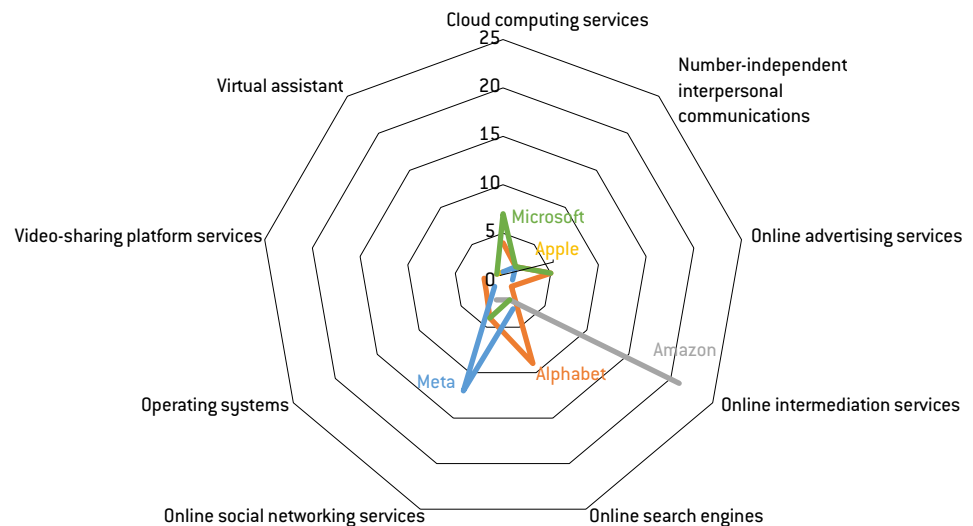 Cloud computing services
25
Number-independent
interpersonal
communications
Virtual assistant
20
15
10
Microsoft
Video-sharing platform services
5
Apple
Online advertising services
0
Amazon
Meta
Alphabet
Operating systems
Online intermediation services
Online social networking services
Online search engines